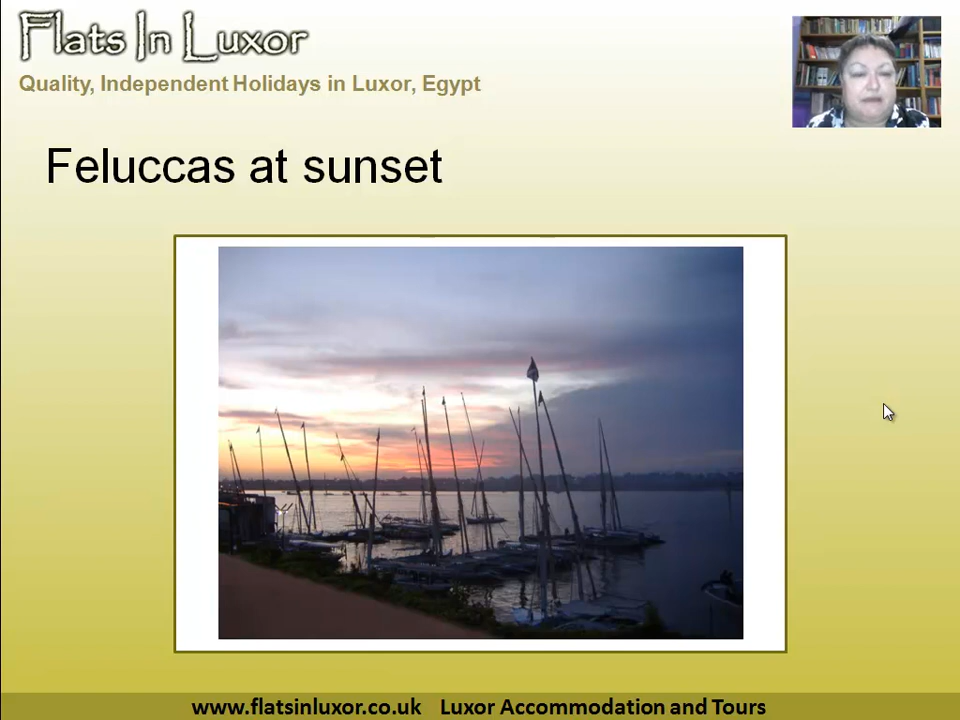 Flats In Luxor
Quality, Independent Holidays in Luxor, Egypt
Feluccas at sunset
www.flatsinluxor.co.uk Luxor Accommodation and Tours